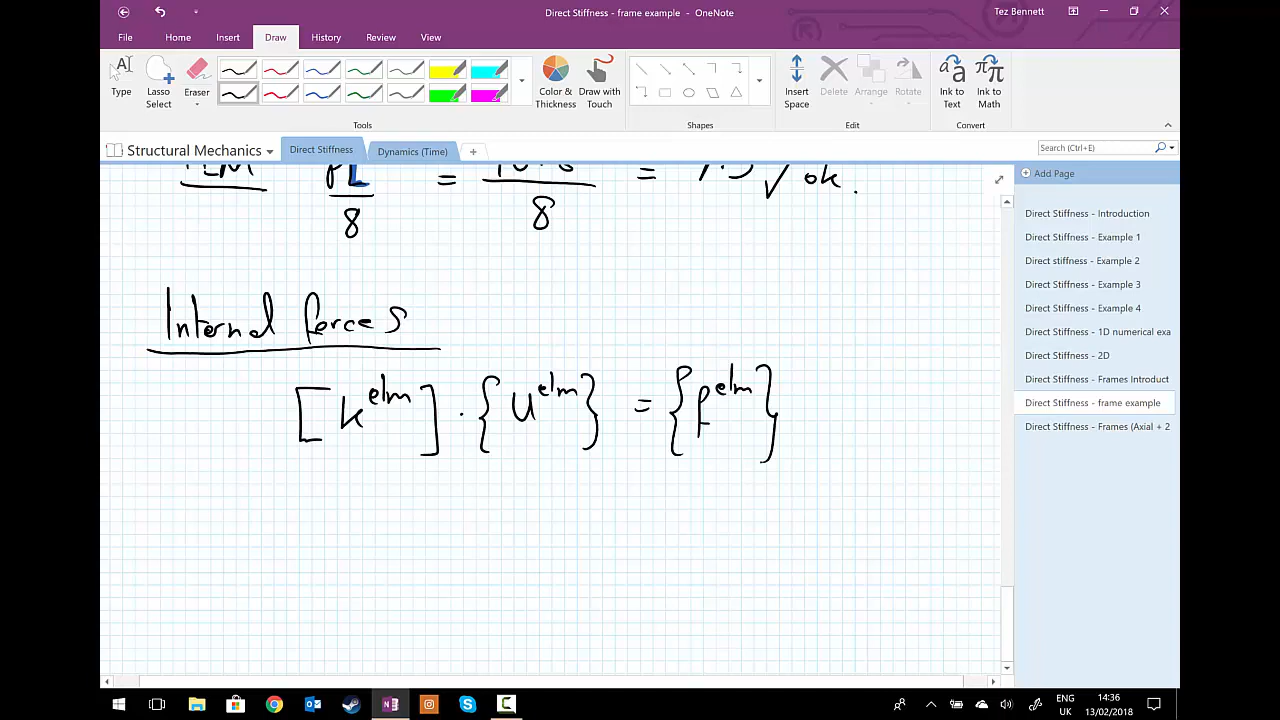 Direct Stiffness - frame example - OneNote
Tez Bennett
File Home Insert Draw History Review View
Type
Lasso Select
Eraser
Color & Thickness
Draw with Touch
Insert Space
Delete
Arrange
Rotate
Ink to Text
Ink to Math
Tools
Shapes
Edit
Convert
Structural Mechanics
Direct Stiffness
Dynamics (Time)
Search (Ctrl+E)
Add Page
Direct Stiffness - Introduction
Direct Stiffness - Example 1
Direct stiffness - Example 2
Direct Stiffness - Example 3
Direct Stiffness - Example 4
Direct Stiffness - 1D numerical exa
Direct Stiffness - 2D
Direct Stiffness - Frames Introduct
Direct Stiffness - frame example
Direct Stiffness - Frames (Axial + 2
PL/8 = /8 = √ ok.
Internal forces
[k^elm] · {u^elm} = {f^elm}
ENG
UK
14:36
13/02/2018